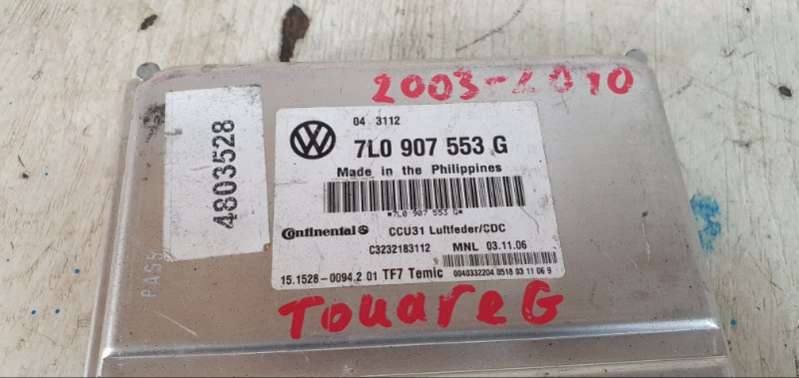 2003-2010
4803528
04 3112
7L0 907 553 G
Made in the Philippines
*7L0 907 553 G*
Continental CCU31 Luftfeder/CDC
C3232183112 MNL 03.11.06
15.1528-0094.2 01 TF7 Temic 0040332204 0518 03 11 06 9
PASS
TouareG